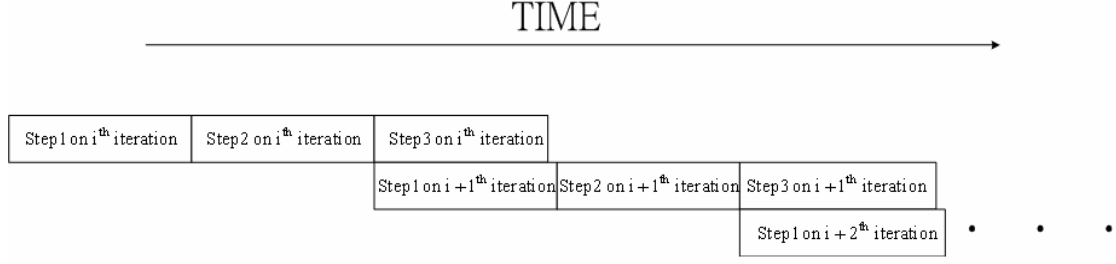 TIME
Step1 on iᵗʰ iteration Step2 on iᵗʰ iteration Step3 on iᵗʰ iteration
Step1 on i +1ᵗʰ iteration Step2 on i +1ᵗʰ iteration Step3 on i +1ᵗʰ iteration
Step1 on i + 2ᵗʰ iteration • • •